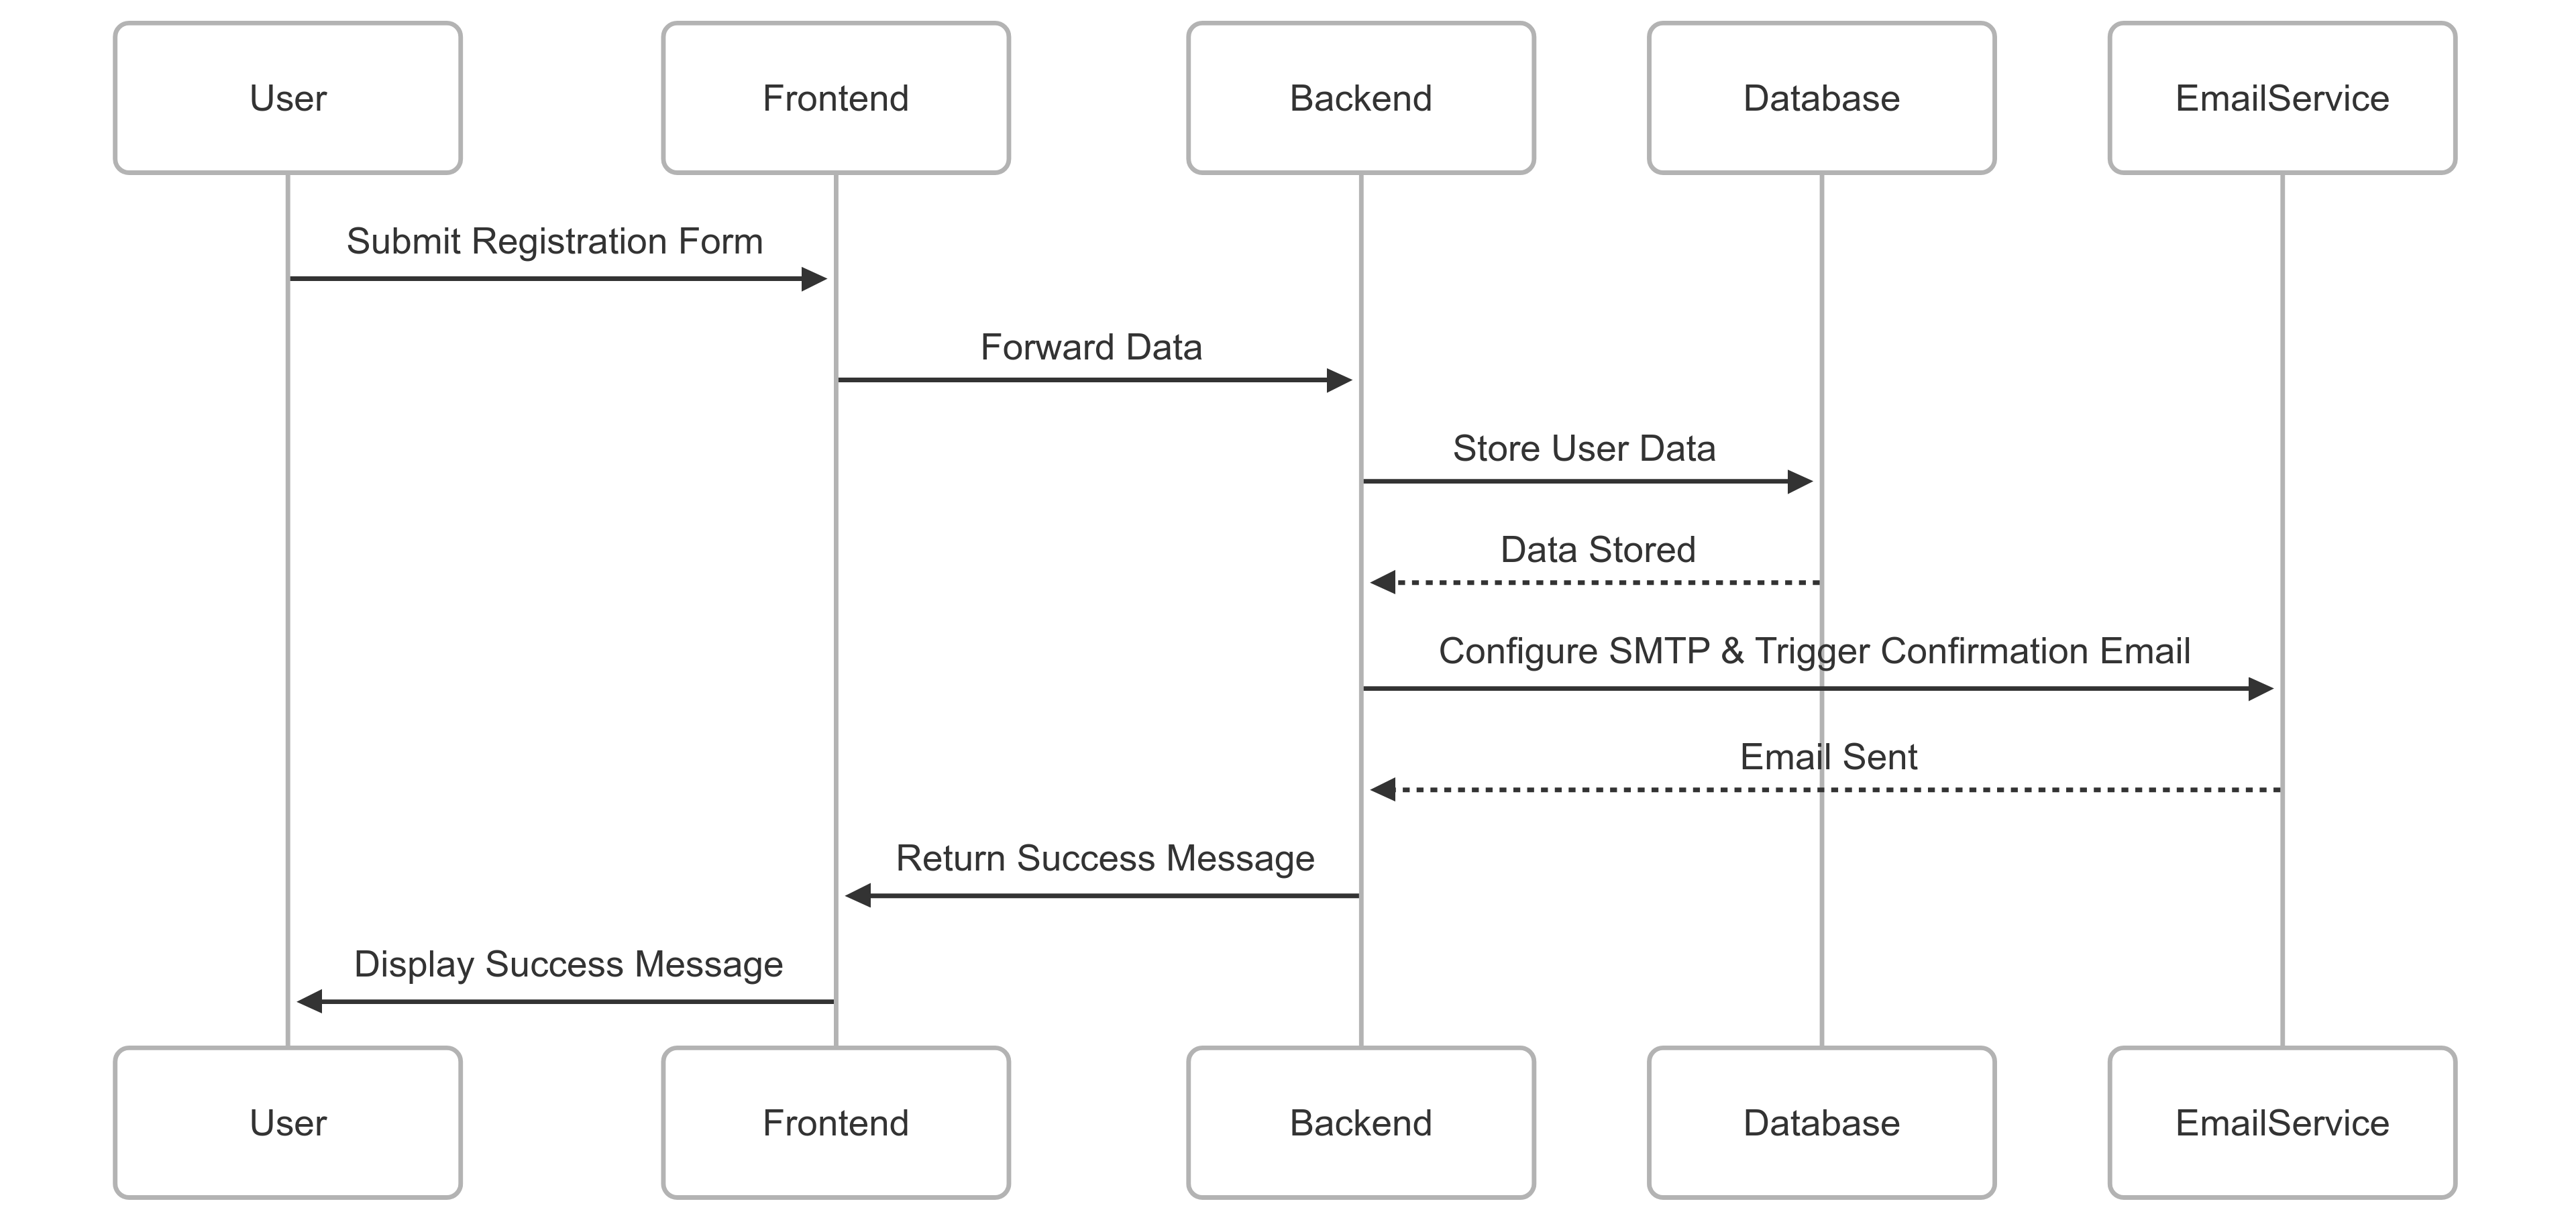 User
Frontend
Backend
Database
EmailService
Submit Registration Form
Forward Data
Store User Data
Data Stored
Configure SMTP & Trigger Confirmation Email
Email Sent
Return Success Message
Display Success Message
User
Frontend
Backend
Database
EmailService